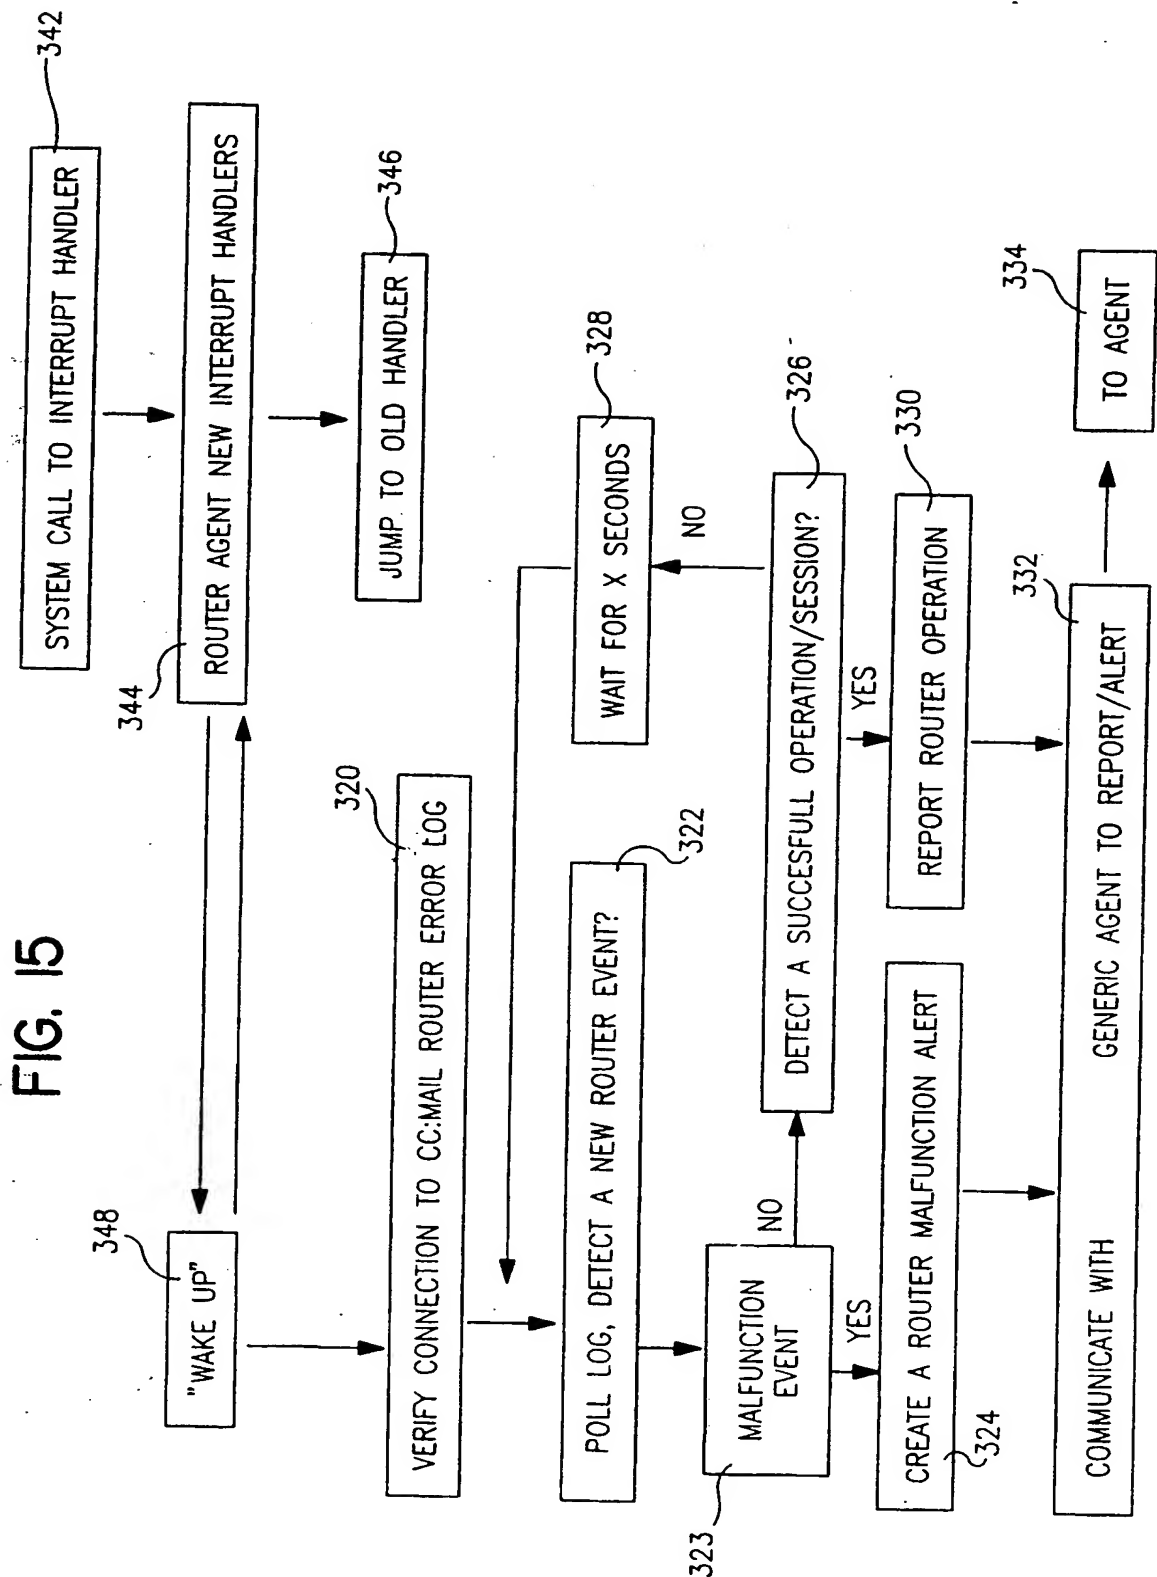 FIG. 15
342
SYSTEM CALL TO INTERRUPT HANDLER
348
"WAKE UP"
344
ROUTER AGENT NEW INTERRUPT HANDLERS
346
JUMP TO OLD HANDLER
320
VERIFY CONNECTION TO CC:MAIL ROUTER ERROR LOG
328
WAIT FOR X SECONDS
322
POLL LOG, DETECT A NEW ROUTER EVENT?
NO
323
MALFUNCTION
EVENT
NO
326
DETECT A SUCCESFULL OPERATION/SESSION?
YES
YES
324
CREATE A ROUTER MALFUNCTION ALERT
330
REPORT ROUTER OPERATION
332
COMMUNICATE WITH GENERIC AGENT TO REPORT/ALERT
334
TO AGENT